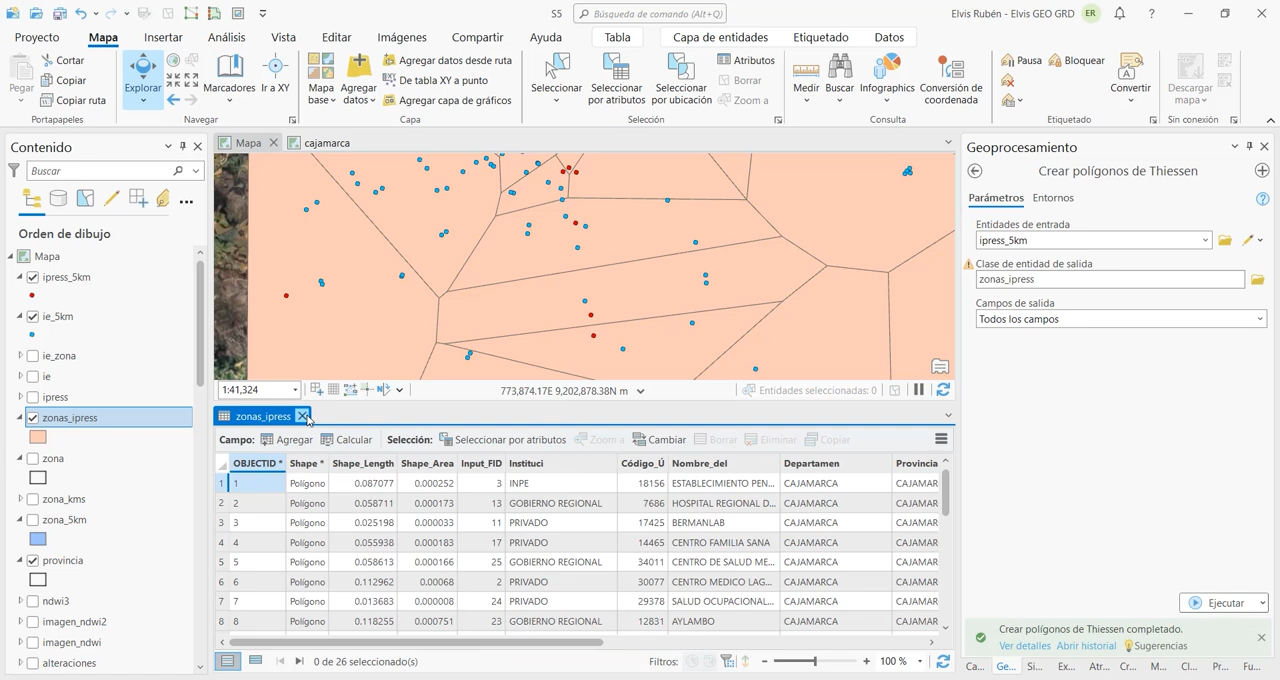 S5
Búsqueda de comando (Alt+Q)
Elvis Rubén - Elvis GEO GRD
ER
?
Proyecto
Mapa
Insertar
Análisis
Vista
Editar
Imágenes
Compartir
Ayuda
Tabla
Capa de entidades
Etiquetado
Datos
Pegar
Cortar
Copiar
Copiar ruta
Portapapeles
Explorar
Marcadores
Ir a XY
Navegar
Mapa base
Agregar datos
Agregar datos desde ruta
De tabla XY a punto
Agregar capa de gráficos
Capa
Seleccionar
Seleccionar por atributos
Seleccionar por ubicación
Atributos
Borrar
Zoom a
Selección
Medir
Buscar
Infographics
Conversión de coordenada
Consulta
Pausa
Bloquear
Convertir
Etiquetado
Descargar mapa
Sin conexión
Contenido
Buscar
Orden de dibujo
Mapa
ipress_5km
ie_5km
ie_zona
ie
ipress
zonas_ipress
zona
zona_kms
zona_5km
provincia
ndwi3
imagen_ndwi2
imagen_ndwi
alteraciones
Mapa
cajamarca
1:41,324
773,874.17E 9,202,878.38N m
Entidades seleccionadas: 0
zonas_ipress
Campo: Agregar Calcular Selección: Seleccionar por atributos Zoom a Cambiar Borrar Eliminar Copiar
OBJECTID * Shape * Shape_Length Shape_Area Input_FID Instituci Código_Ú Nombre_del Departamen Provincia
1 1 Polígono 0.087077 0.000252 3 INPE 18156 ESTABLECIMIENTO PEN... CAJAMARCA CAJAMAR
2 2 Polígono 0.058711 0.000173 13 GOBIERNO REGIONAL 7686 HOSPITAL REGIONAL D... CAJAMARCA CAJAMAR
3 3 Polígono 0.025198 0.000033 11 PRIVADO 17425 BERMANLAB CAJAMARCA CAJAMAR
4 4 Polígono 0.055938 0.000183 17 PRIVADO 14465 CENTRO FAMILIA SANA CAJAMARCA CAJAMAR
5 5 Polígono 0.058613 0.000166 25 GOBIERNO REGIONAL 34011 CENTRO DE SALUD ME... CAJAMARCA CAJAMAR
6 6 Polígono 0.112962 0.00068 2 PRIVADO 30077 CENTRO MEDICO LAG... CAJAMARCA CAJAMAR
7 7 Polígono 0.013683 0.000008 24 PRIVADO 29378 SALUD OCUPACIONAL... CAJAMARCA CAJAMAR
8 8 Polígono 0.118255 0.000751 23 GOBIERNO REGIONAL 12831 AYLAMBO CAJAMARCA CAJAMAR
0 de 26 seleccionado(s)
Filtros:
100 %
Geoprocesamiento
Crear polígonos de Thiessen
Parámetros Entornos
Entidades de entrada
ipress_5km
Clase de entidad de salida
zonas_ipress
Campos de salida
Todos los campos
Ejecutar
Crear polígonos de Thiessen completado.
Ver detalles Abrir historial Sugerencias
Ca... Ge... Si... Ex... Atr... Cr... M... Cl... Pr... Fu...